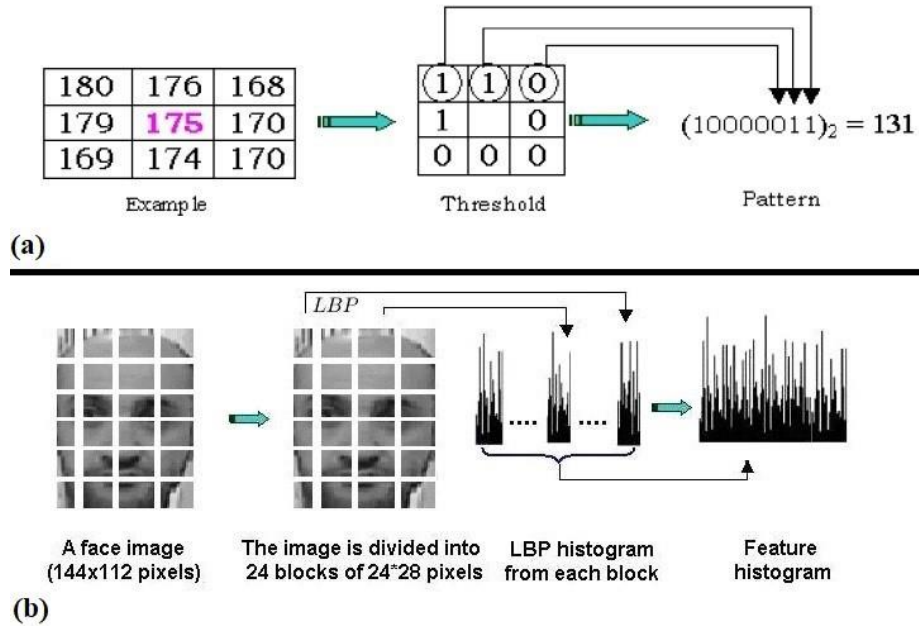 180 176 168
179 175 170
169 174 170
Example
1 1 0
1 0
0 0 0
Threshold
(10000011)2 = 131
Pattern
(a)
LBP
.... ....
A face image
(144x112 pixels)
The image is divided into
24 blocks of 24*28 pixels
LBP histogram
from each block
Feature
histogram
(b)